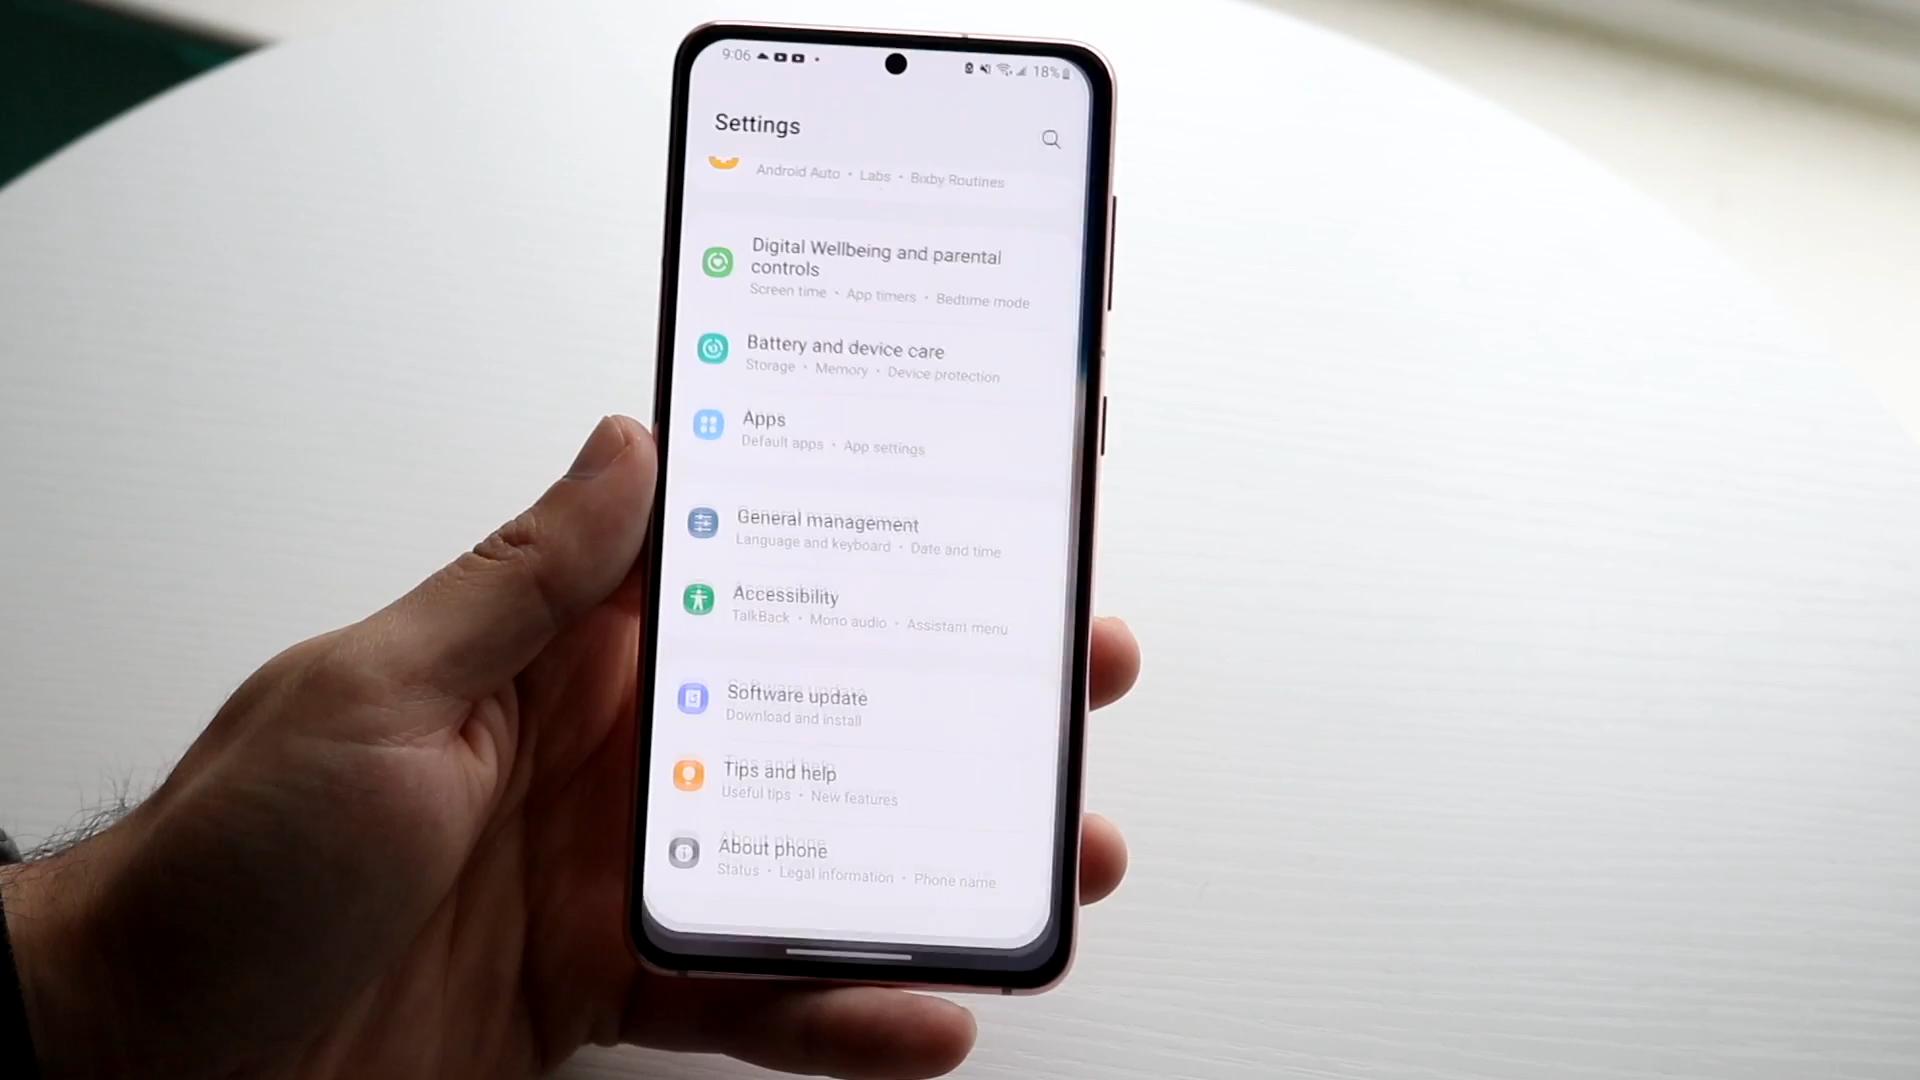 9:06
18%
Settings
Android Auto • Labs • Bixby Routines
Digital Wellbeing and parental
controls
Screen time • App timers • Bedtime mode
Battery and device care
Storage • Memory • Device protection
Apps
Default apps • App settings
General management
Language and keyboard • Date and time
Accessibility
TalkBack • Mono audio • Assistant menu
Software update
Download and install
Tips and help
Useful tips • New features
About phone
Status • Legal information • Phone name